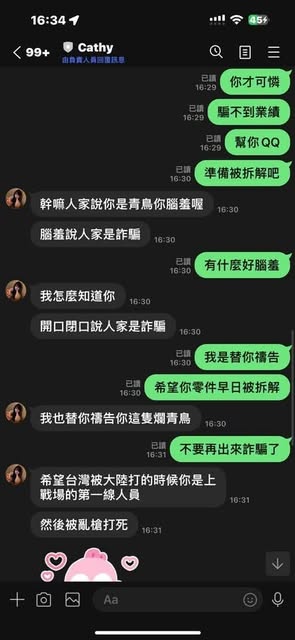 16:34
45
99+
Cathy
由負責人員回覆訊息
已讀
16:29
你才可憐
已讀
16:29
騙不到業績
已讀
16:29
幫你QQ
已讀
16:30
準備被拆解吧
幹嘛人家說你是青鳥你腦羞喔
16:30
腦羞說人家是詐騙
16:30
已讀
16:30
有什麼好腦羞
我怎麼知道你
16:30
開口閉口說人家是詐騙
16:30
已讀
16:30
我是替你禱告
已讀
16:30
希望你零件早日被拆解
我也替你禱告你這隻爛青鳥
16:30
已讀
16:31
不要再出來詐騙了
希望台灣被大陸打的時候你是上
戰場的第一線人員
16:31
然後被亂槍打死
16:31
Aa